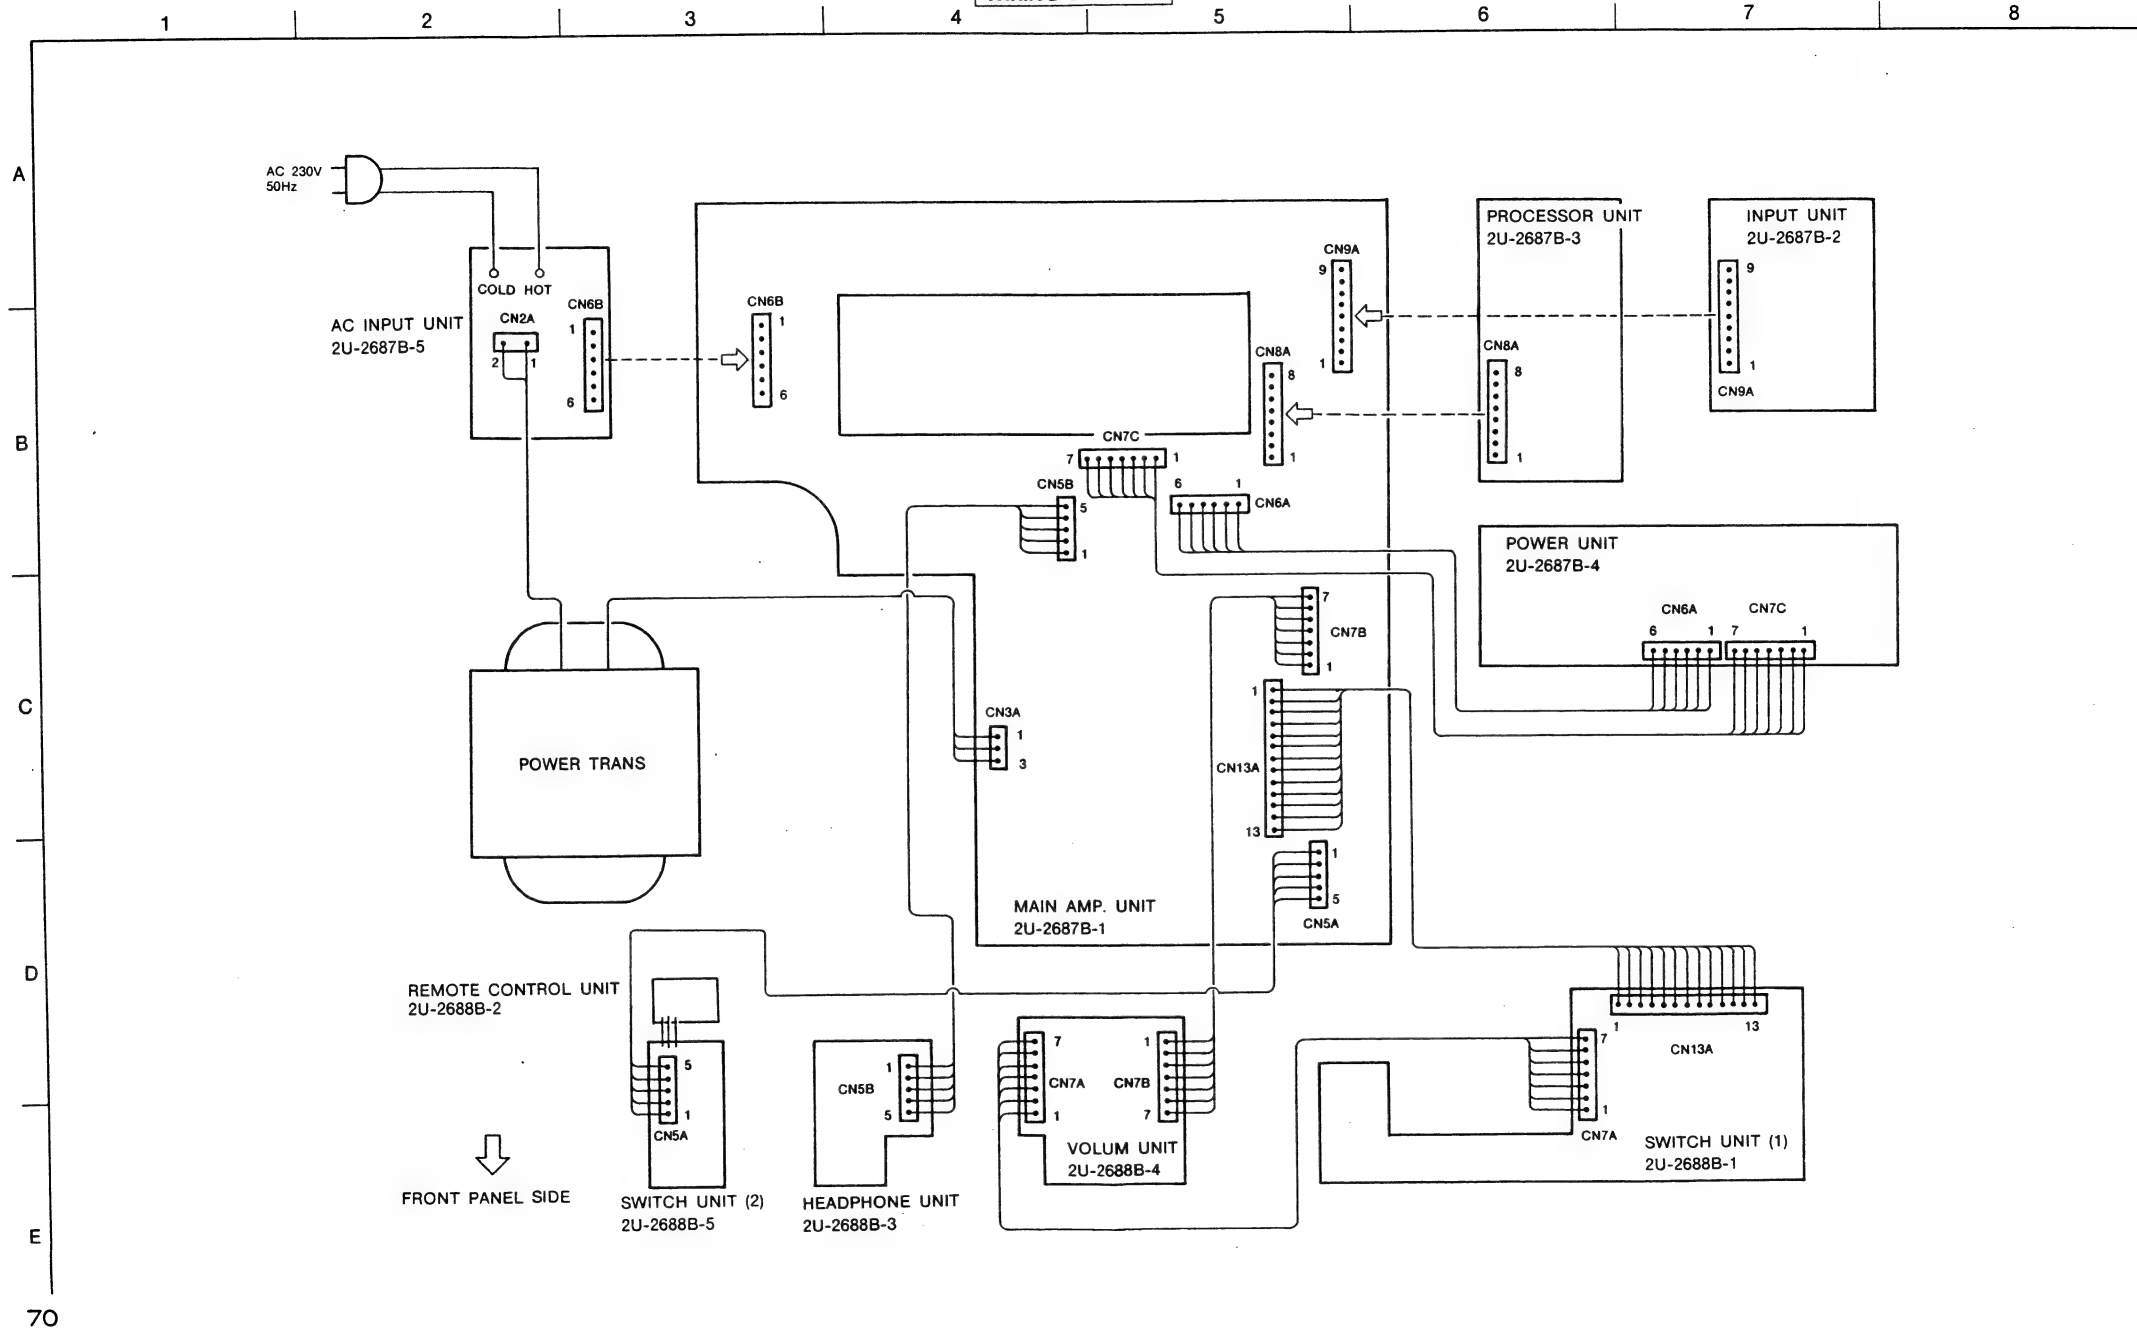 1 2 3 4 5 6 7 8
A
B
C
D
E
AC 230V
50Hz
COLD HOT
CN2A
2 1
CN6B
1
6
AC INPUT UNIT
2U-2687B-5
CN6B
1
6
CN9A
9
1
CN8A
8
1
CN7C
7 1
CN5B
5
1
6 1
CN6A
7
CN7B
1
1
CN13A
13
CN3A
1
3
1
5
CN5A
MAIN AMP. UNIT
2U-2687B-1
PROCESSOR UNIT
2U-2687B-3
CN8A
8
1
INPUT UNIT
2U-2687B-2
9
1
CN9A
POWER UNIT
2U-2687B-4
CN6A CN7C
6 1 7 1
POWER TRANS
REMOTE CONTROL UNIT
2U-2688B-2
5
1
CN5A
SWITCH UNIT (2)
2U-2688B-5
1
CN5B
5
HEADPHONE UNIT
2U-2688B-3
7 1
CN7A CN7B
1 7
VOLUM UNIT
2U-2688B-4
1 13
CN13A
7
1
CN7A
SWITCH UNIT (1)
2U-2688B-1
FRONT PANEL SIDE
70